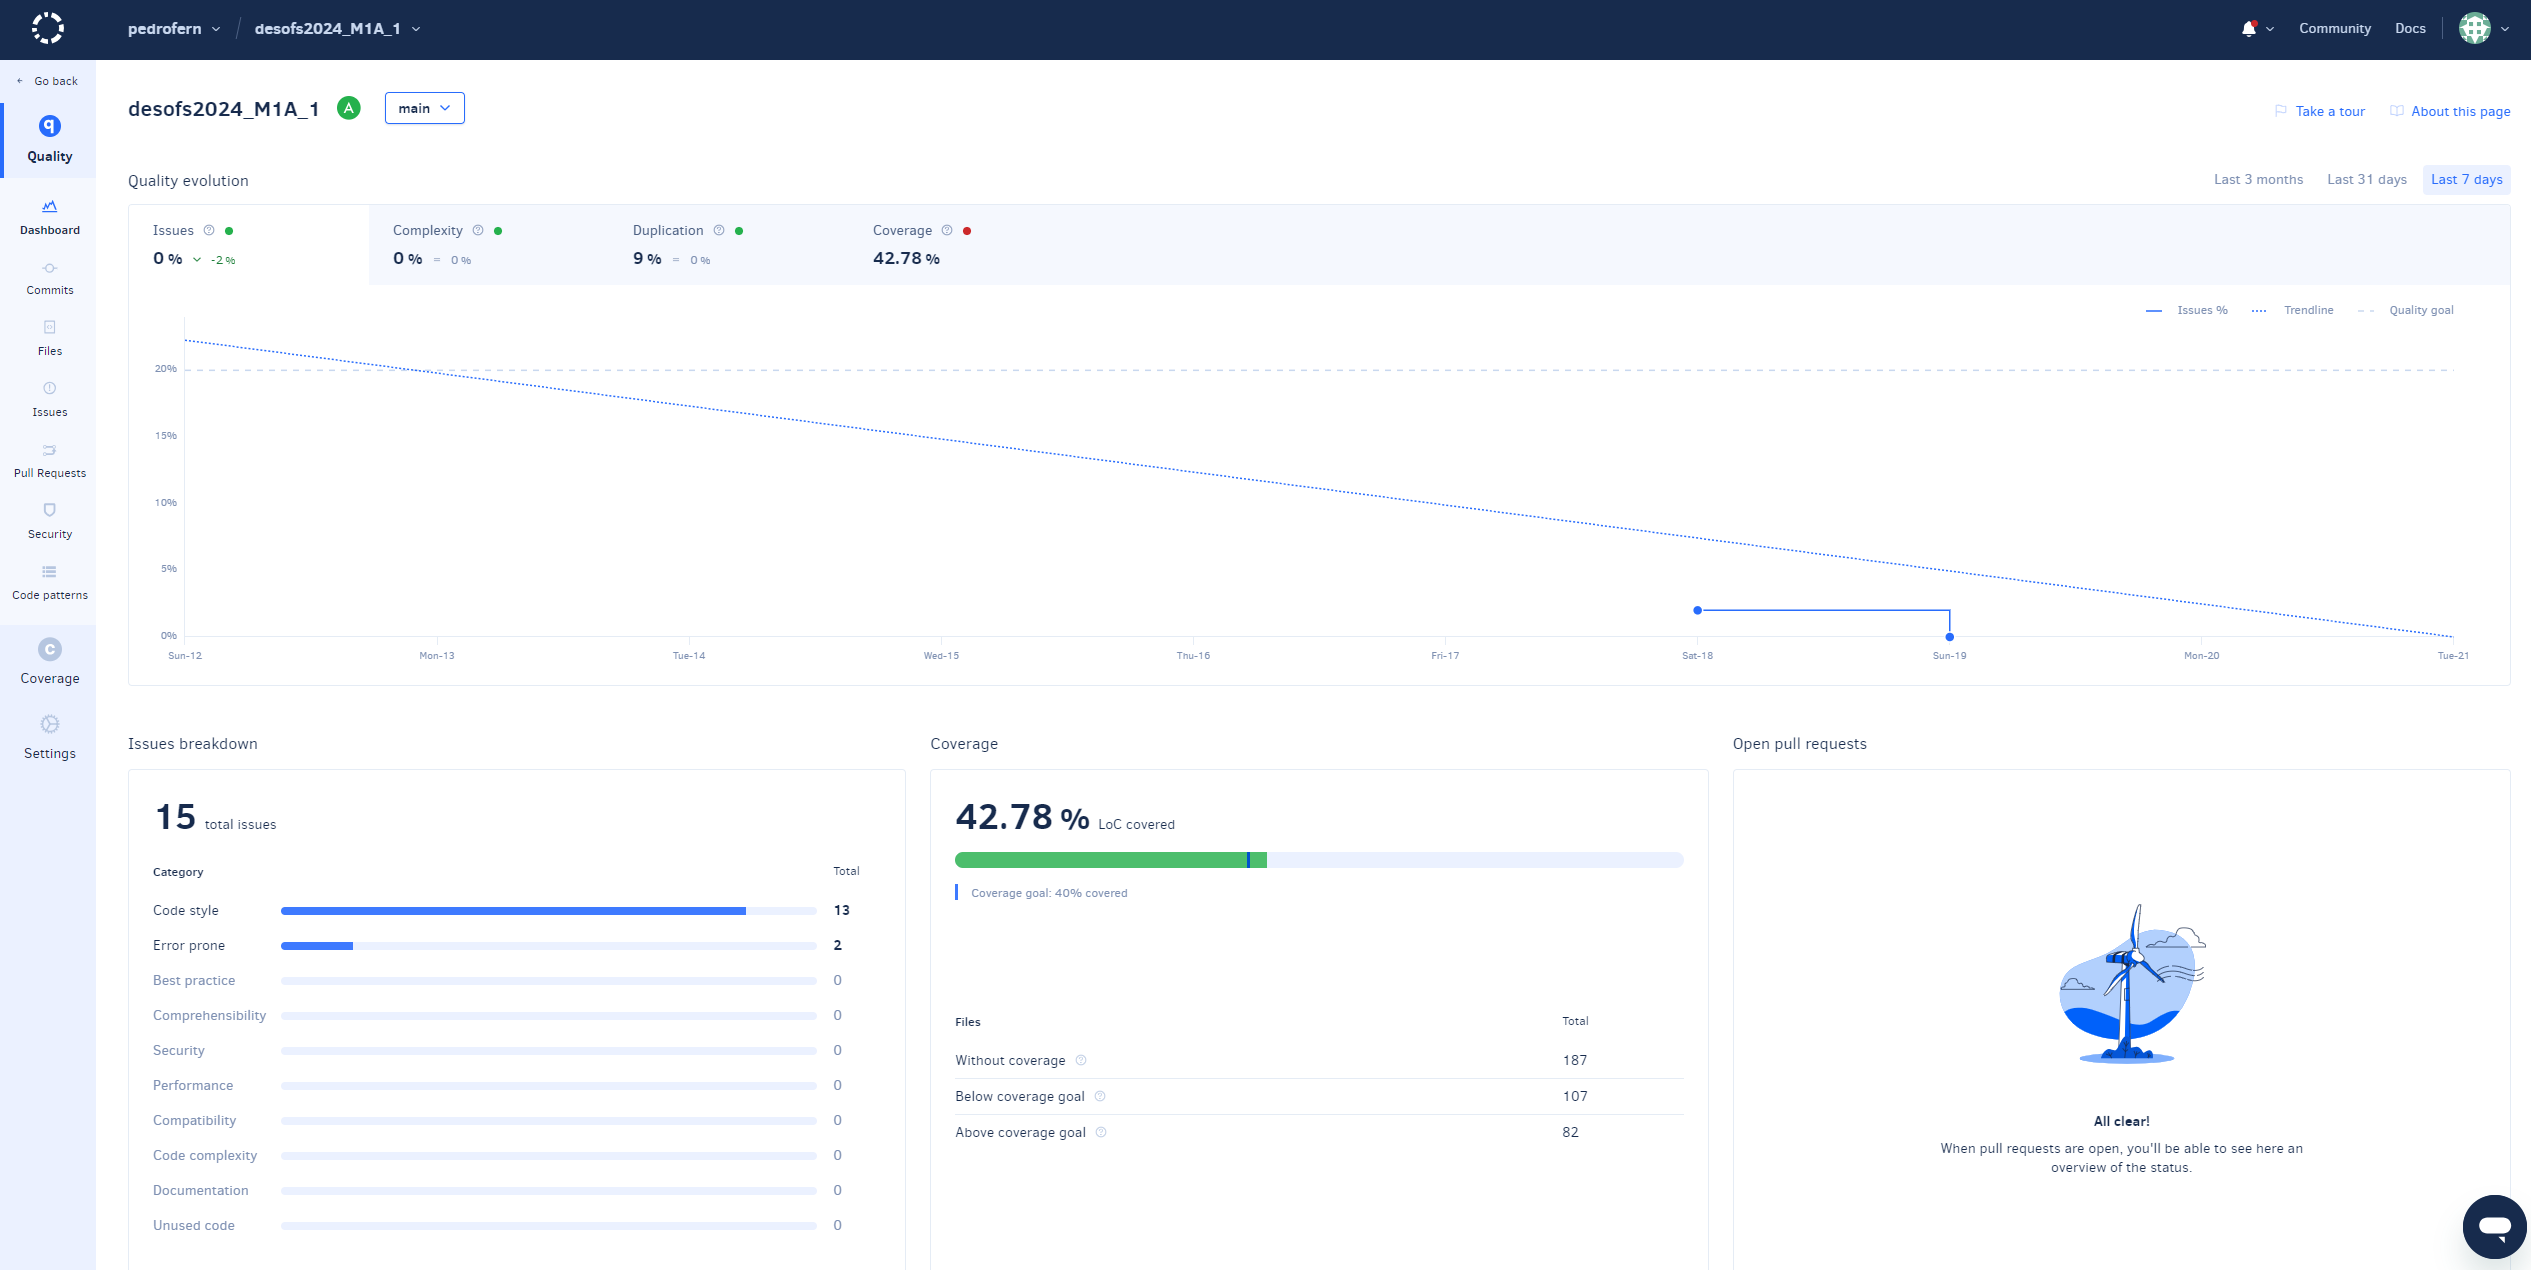 pedrofern / desofs2024_M1A_1
Community
Docs
Go back
Quality
Dashboard
Commits
Files
Issues
Pull Requests
Security
Code patterns
Coverage
Settings
desofs2024_M1A_1 A main
Take a tour
About this page
Quality evolution
Last 3 months
Last 31 days
Last 7 days
Issues
0 % -2 %
Complexity
0 % = 0 %
Duplication
9 % = 0 %
Coverage
42.78 %
Issues %
Trendline
Quality goal
20%
15%
10%
5%
0%
Sun-12
Mon-13
Tue-14
Wed-15
Thu-16
Fri-17
Sat-18
Sun-19
Mon-20
Tue-21
Issues breakdown
15 total issues
Category Total
Code style 13
Error prone 2
Best practice 0
Comprehensibility 0
Security 0
Performance 0
Compatibility 0
Code complexity 0
Documentation 0
Unused code 0
Coverage
42.78 % LoC covered
Coverage goal: 40% covered
Files Total
Without coverage 187
Below coverage goal 107
Above coverage goal 82
Open pull requests
All clear!
When pull requests are open, you'll be able to see here an
overview of the status.